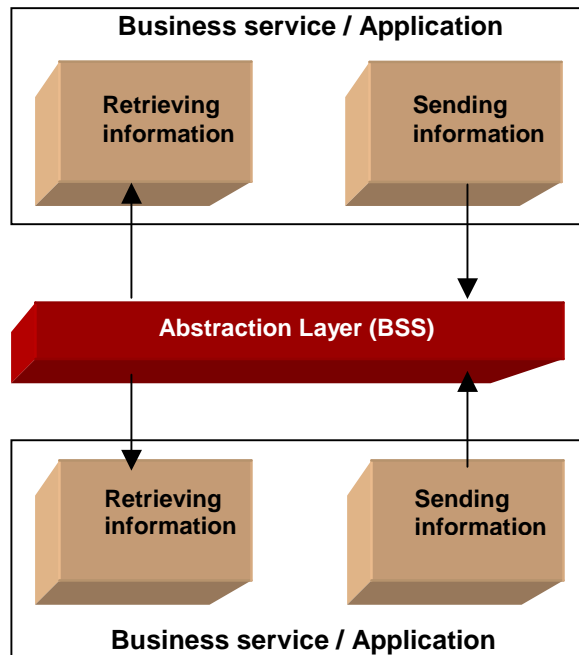 Business service / Application
Retrieving
information
Sending
information
Abstraction Layer (BSS)
Retrieving
information
Sending
information
Business service / Application